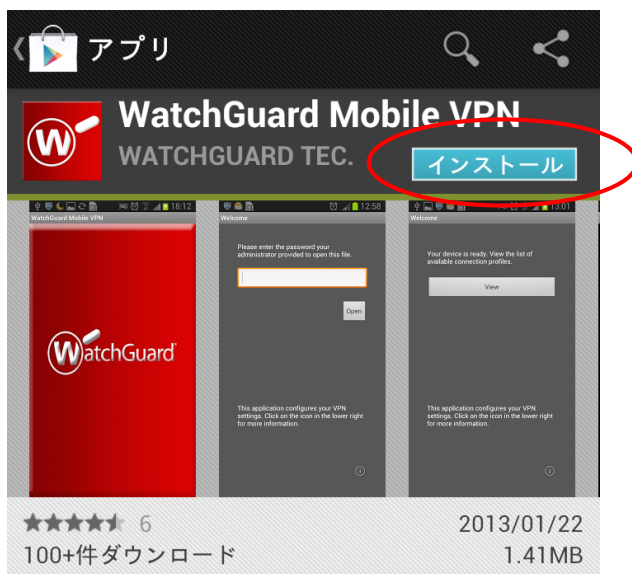 アプリ
WatchGuard Mobile VPN
WATCHGUARD TEC.
インストール
18:12
WatchGuard Mobile VPN
WatchGuard
12:58
Welcome
Please enter the password your
administrator provided to open this file.
Open
This application configures your VPN
settings. Click on the icon in the lower right
for more information.
13:01
Welcome
Your device is ready. View the list of
available connection profiles.
View
This application configures your VPN
settings. Click on the icon in the lower right
for more information.
6
2013/01/22
100+件ダウンロード
1.41MB